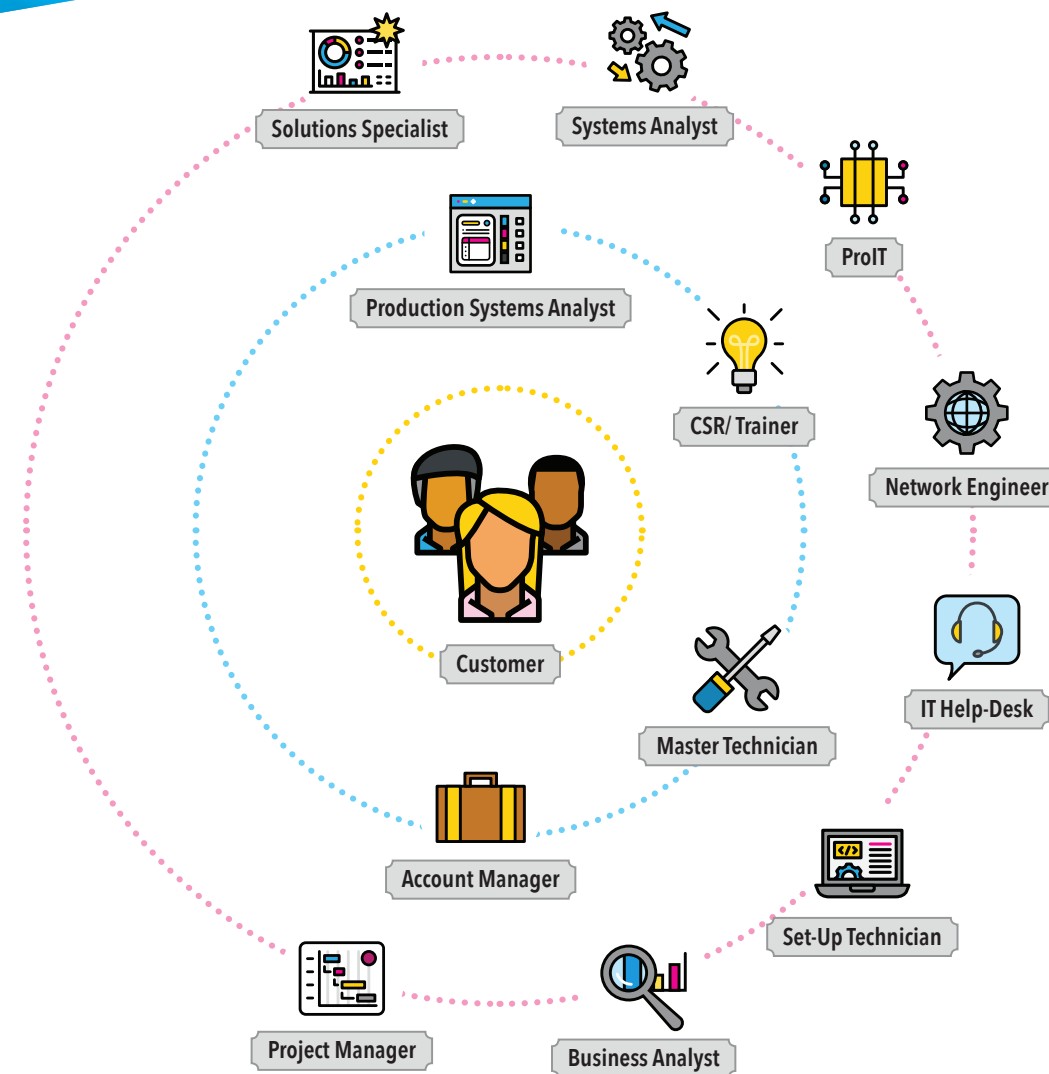 Solutions Specialist
Systems Analyst
ProIT
Production Systems Analyst
CSR/ Trainer
Network Engineer
Customer
IT Help-Desk
Master Technician
Account Manager
Set-Up Technician
Project Manager
Business Analyst